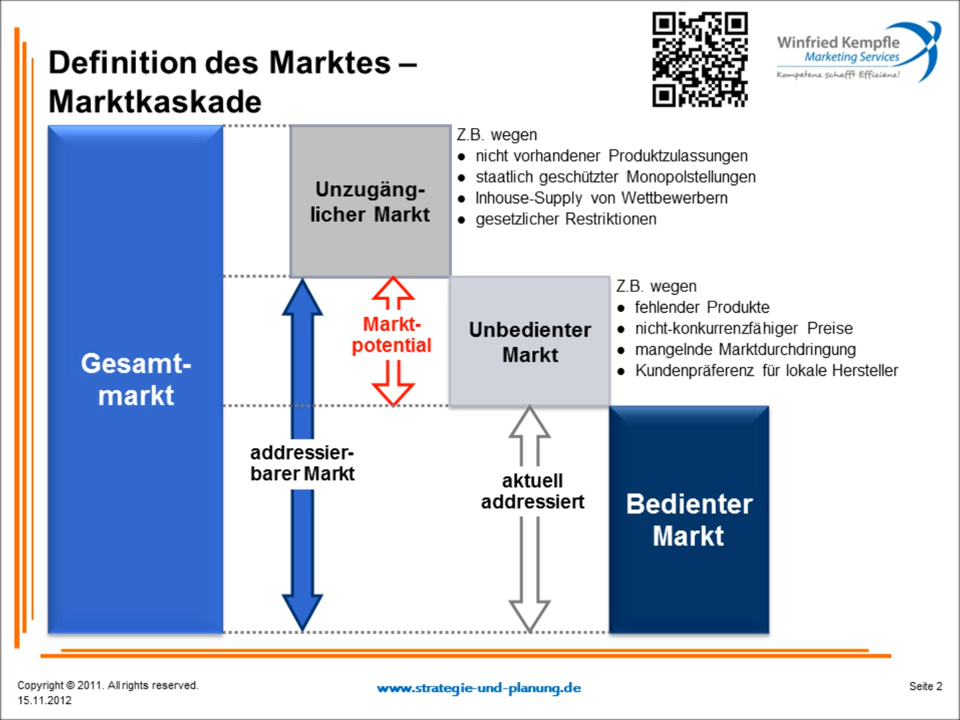 Definition des Marktes –
Marktkaskade
Winfried Kempfle
Marketing Services
Kompetenz schafft Effizienz!
Gesamt-
markt
Unzugäng-
licher Markt
Z.B. wegen
● nicht vorhandener Produktzulassungen
● staatlich geschützter Monopolstellungen
● Inhouse-Supply von Wettbewerbern
● gesetzlicher Restriktionen
Markt-
potential
Unbedienter
Markt
Z.B. wegen
● fehlender Produkte
● nicht-konkurrenzfähiger Preise
● mangelnde Marktdurchdringung
● Kundenpräferenz für lokale Hersteller
addressier-
barer Markt
aktuell
addressiert
Bedienter
Markt
Copyright © 2011. All rights reserved.
15.11.2012
www.strategie-und-planung.de
Seite 2